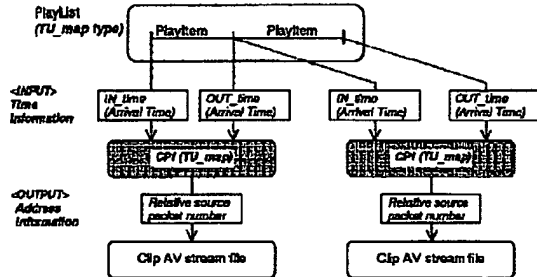 PlayList
(TU_map type)
PlayItem
PlayItem
<INPUT>
Time
Information
IN_time
(Arrival Time)
OUT_time
(Arrival Time)
IN_time
(Arrival Time)
OUT_time
(Arrival Time)
CPI (TU_map)
CPI (TU_map)
<OUTPUT>
Address
Information
Relative source
packet number
Relative source
packet number
Clip AV stream file
Clip AV stream file